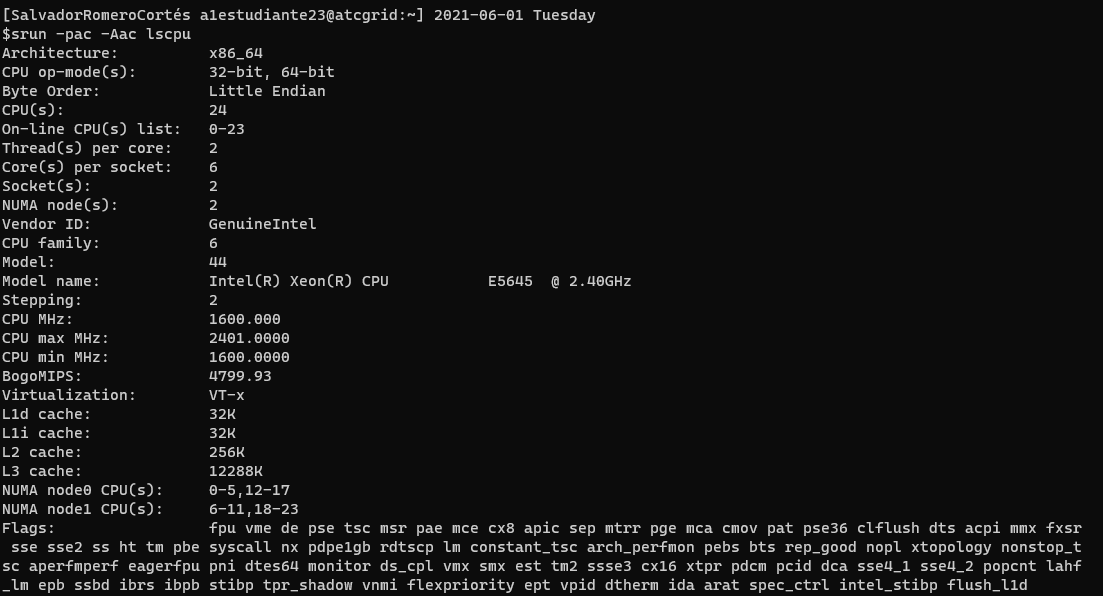 [SalvadorRomeroCortés a1estudiante23@atcgrid:~] 2021-06-01 Tuesday
$srun -pac -Aac lscpu
Architecture:          x86_64
CPU op-mode(s):        32-bit, 64-bit
Byte Order:            Little Endian
CPU(s):                24
On-line CPU(s) list:   0-23
Thread(s) per core:    2
Core(s) per socket:    6
Socket(s):             2
NUMA node(s):          2
Vendor ID:             GenuineIntel
CPU family:            6
Model:                 44
Model name:            Intel(R) Xeon(R) CPU           E5645  @ 2.40GHz
Stepping:              2
CPU MHz:               1600.000
CPU max MHz:           2401.0000
CPU min MHz:           1600.0000
BogoMIPS:              4799.93
Virtualization:        VT-x
L1d cache:             32K
L1i cache:             32K
L2 cache:              256K
L3 cache:              12288K
NUMA node0 CPU(s):     0-5,12-17
NUMA node1 CPU(s):     6-11,18-23
Flags:                 fpu vme de pse tsc msr pae mce cx8 apic sep mtrr pge mca cmov pat pse36 clflush dts acpi mmx fxsr
 sse sse2 ss ht tm pbe syscall nx pdpe1gb rdtscp lm constant_tsc arch_perfmon pebs bts rep_good nopl xtopology nonstop_t
sc aperfmperf eagerfpu pni dtes64 monitor ds_cpl vmx smx est tm2 ssse3 cx16 xtpr pdcm pcid dca sse4_1 sse4_2 popcnt lahf
_lm epb ssbd ibrs ibpb stibp tpr_shadow vnmi flexpriority ept vpid dtherm ida arat spec_ctrl intel_stibp flush_l1d